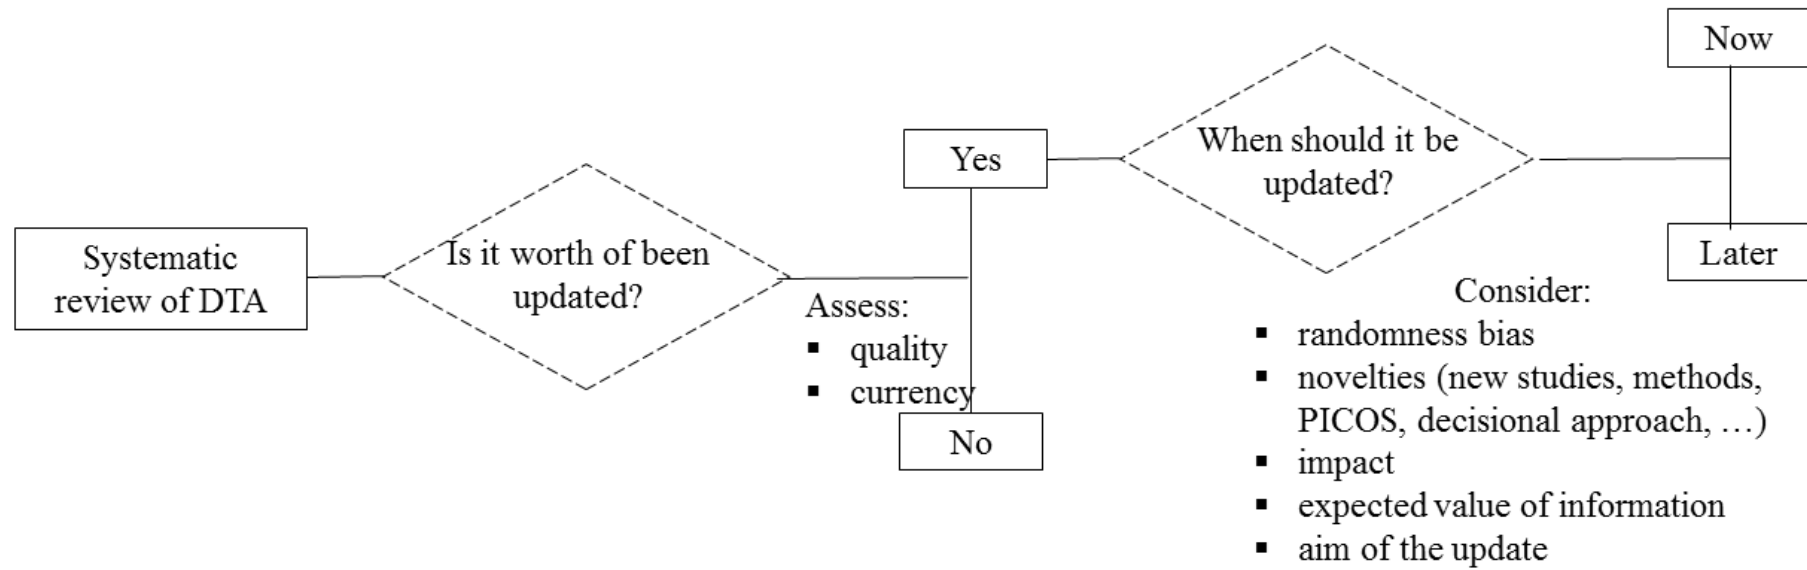 Systematic
review of DTA
Is it worth of been
updated?
Assess:
▪ quality
▪ currency
Yes
No
When should it be
updated?
Now
Later
Consider:
▪ randomness bias
▪ novelties (new studies, methods,
PICOS, decisional approach, …)
▪ impact
▪ expected value of information
▪ aim of the update